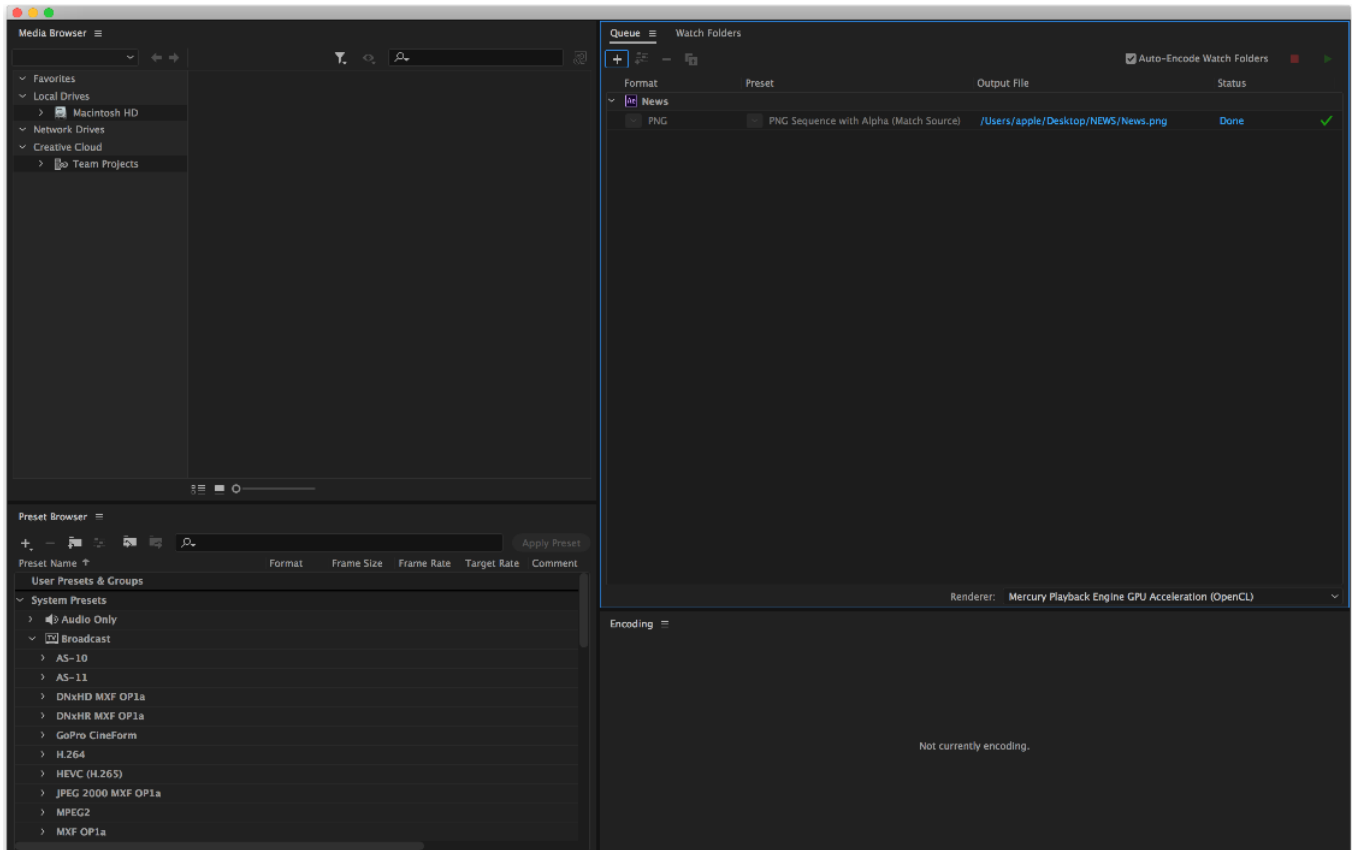 Media Browser
Favorites
Local Drives
Macintosh HD
Network Drives
Creative Cloud
Team Projects
Queue Watch Folders
Auto-Encode Watch Folders
Format Preset Output File Status
Ae News
PNG PNG Sequence with Alpha (Match Source) /Users/apple/Desktop/NEWS/News.png Done
Renderer: Mercury Playback Engine GPU Acceleration (OpenCL)
Preset Browser
Apply Preset
Preset Name Format Frame Size Frame Rate Target Rate Comment
User Presets & Groups
System Presets
Audio Only
TV Broadcast
AS-10
AS-11
DNxHD MXF OP1a
DNxHR MXF OP1a
GoPro CineForm
H.264
HEVC (H.265)
JPEG 2000 MXF OP1a
MPEG2
MXF OP1a
Encoding
Not currently encoding.